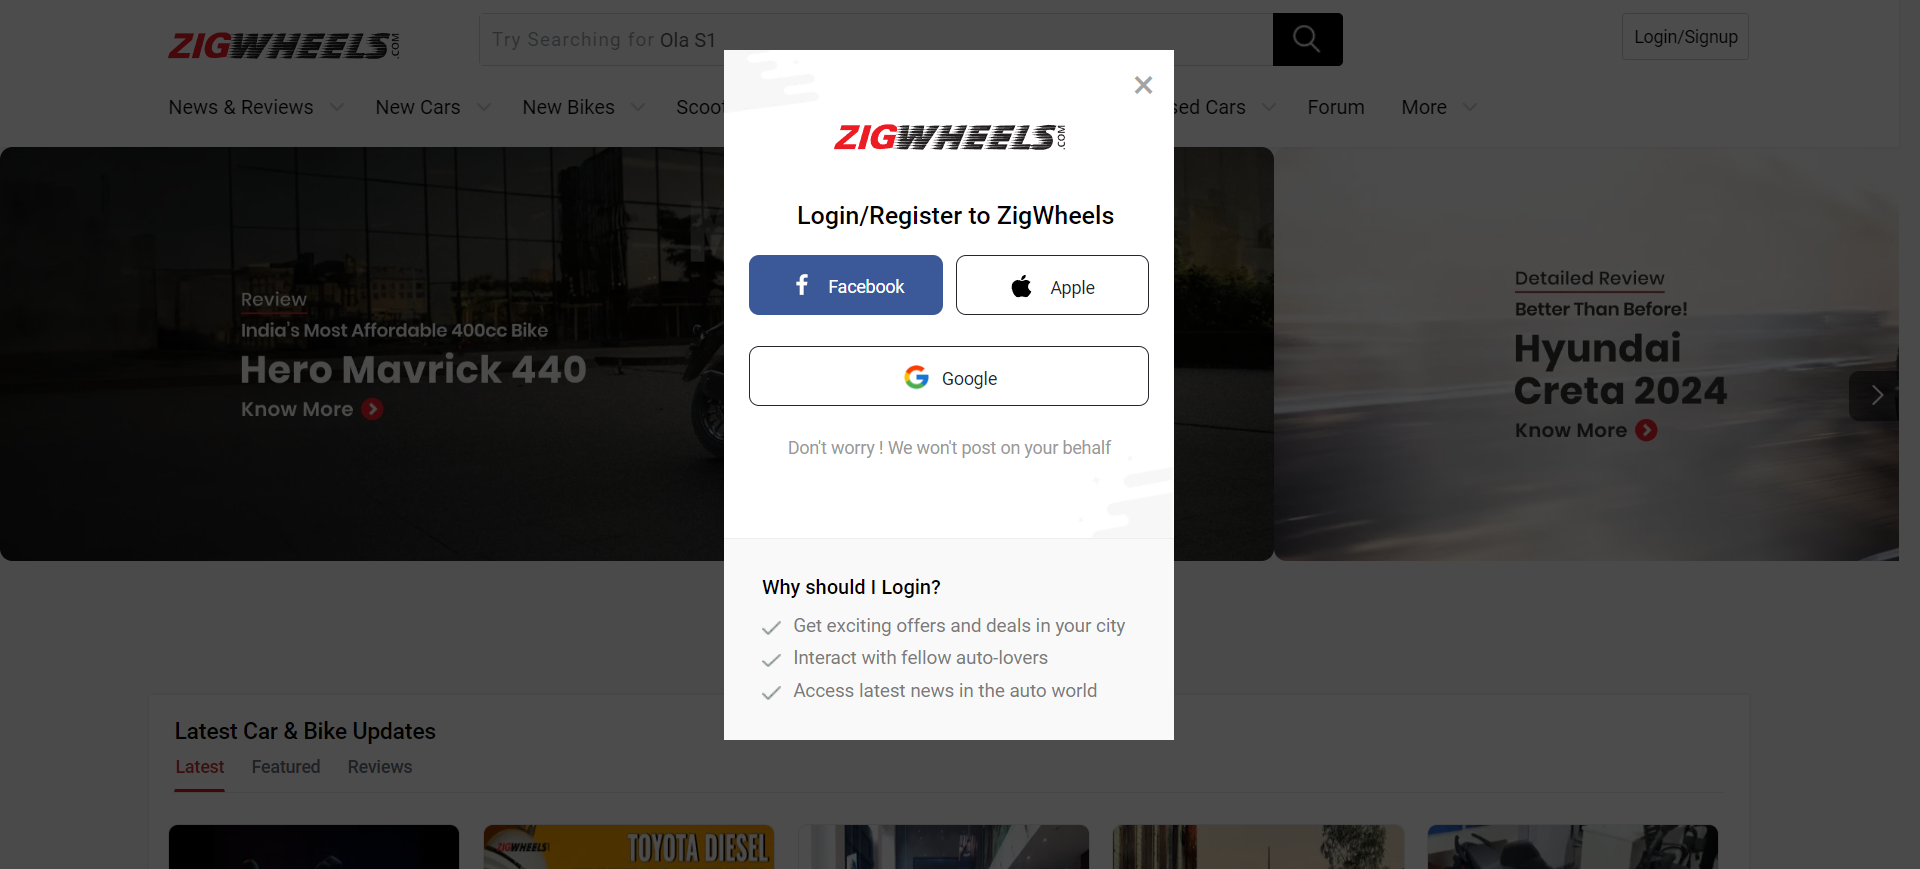 ZIGWHEELS.COM
Try Searching for Ola S1
Login/Signup
News & Reviews
New Cars
New Bikes
Scoot
sed Cars
Forum
More
ZIGWHEELS.COM
Login/Register to ZigWheels
Facebook
Apple
Google
Don't worry ! We won't post on your behalf
Why should I Login?
Get exciting offers and deals in your city
Interact with fellow auto-lovers
Access latest news in the auto world
Review
India's Most Affordable 400cc Bike
Hero Mavrick 440
Know More
Detailed Review
Better Than Before!
Hyundai
Creta 2024
Know More
Latest Car & Bike Updates
Latest
Featured
Reviews
ZIGWHEELS
TOYOTA DIESEL